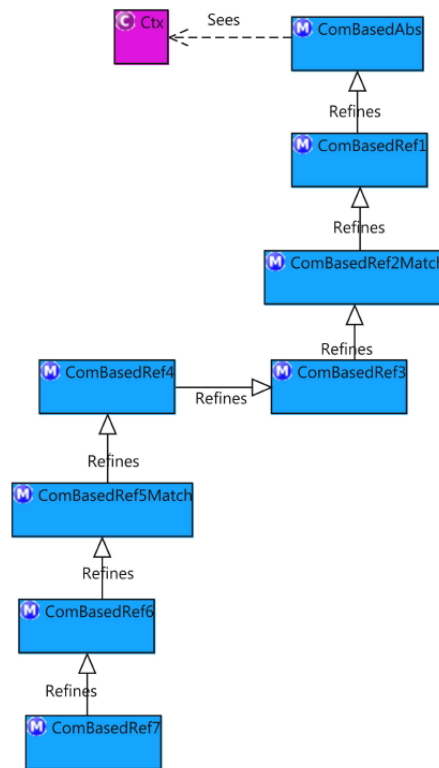 C Ctx
Sees
M ComBasedAbs
Refines
M ComBasedRef1
Refines
M ComBasedRef2Match
Refines
M ComBasedRef3
Refines
M ComBasedRef4
Refines
M ComBasedRef5Match
Refines
M ComBasedRef6
Refines
M ComBasedRef7